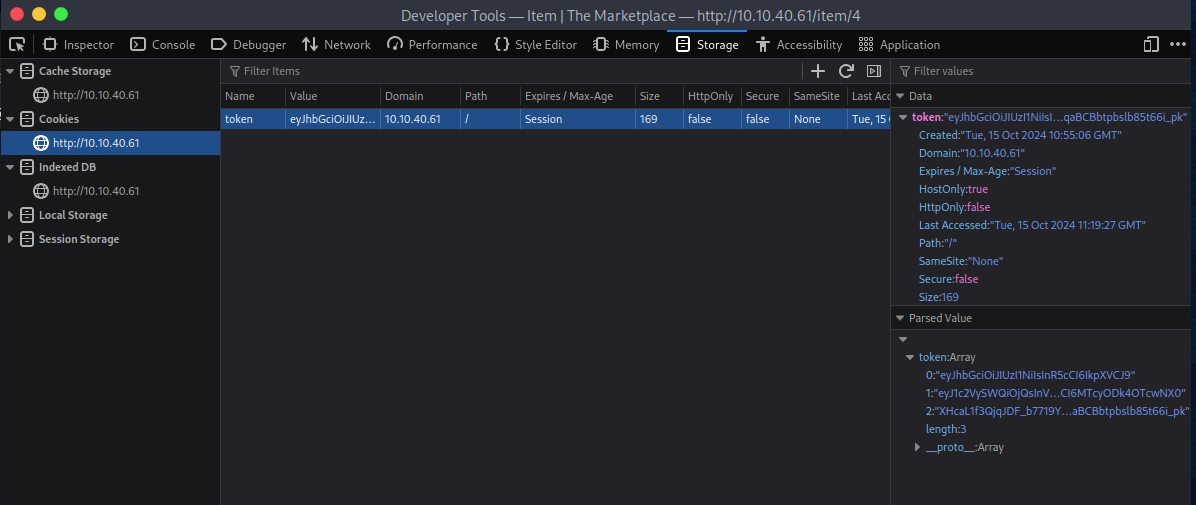 Developer Tools — Item | The Marketplace — http://10.10.40.61/item/4
Inspector Console Debugger Network Performance Style Editor Memory Storage Accessibility Application
Cache Storage
http://10.10.40.61
Cookies
http://10.10.40.61
Indexed DB
http://10.10.40.61
Local Storage
Session Storage
Filter Items
Name Value Domain Path Expires / Max-Age Size HttpOnly Secure SameSite Last Acc
token eyJhbGciOiJIUz... 10.10.40.61 / Session 169 false false None Tue, 15
Filter values
Data
token:"eyJhbGciOiJIUzI1NiIsI...qaBCBbtpbslb85t66i_pk"
Created:"Tue, 15 Oct 2024 10:55:06 GMT"
Domain:"10.10.40.61"
Expires / Max-Age:"Session"
HostOnly:true
HttpOnly:false
Last Accessed:"Tue, 15 Oct 2024 11:19:27 GMT"
Path:"/"
SameSite:"None"
Secure:false
Size:169
Parsed Value
token:Array
0:"eyJhbGciOiJIUzI1NiIsInR5cCI6IkpXVCJ9"
1:"eyJ1c2VySWQiOjQsInV...CI6MTcyODk4OTcwNX0"
2:"XHcaL1f3QjqJDF_b7719Y...aBCBbtpbslb85t66i_pk"
length:3
__proto__:Array